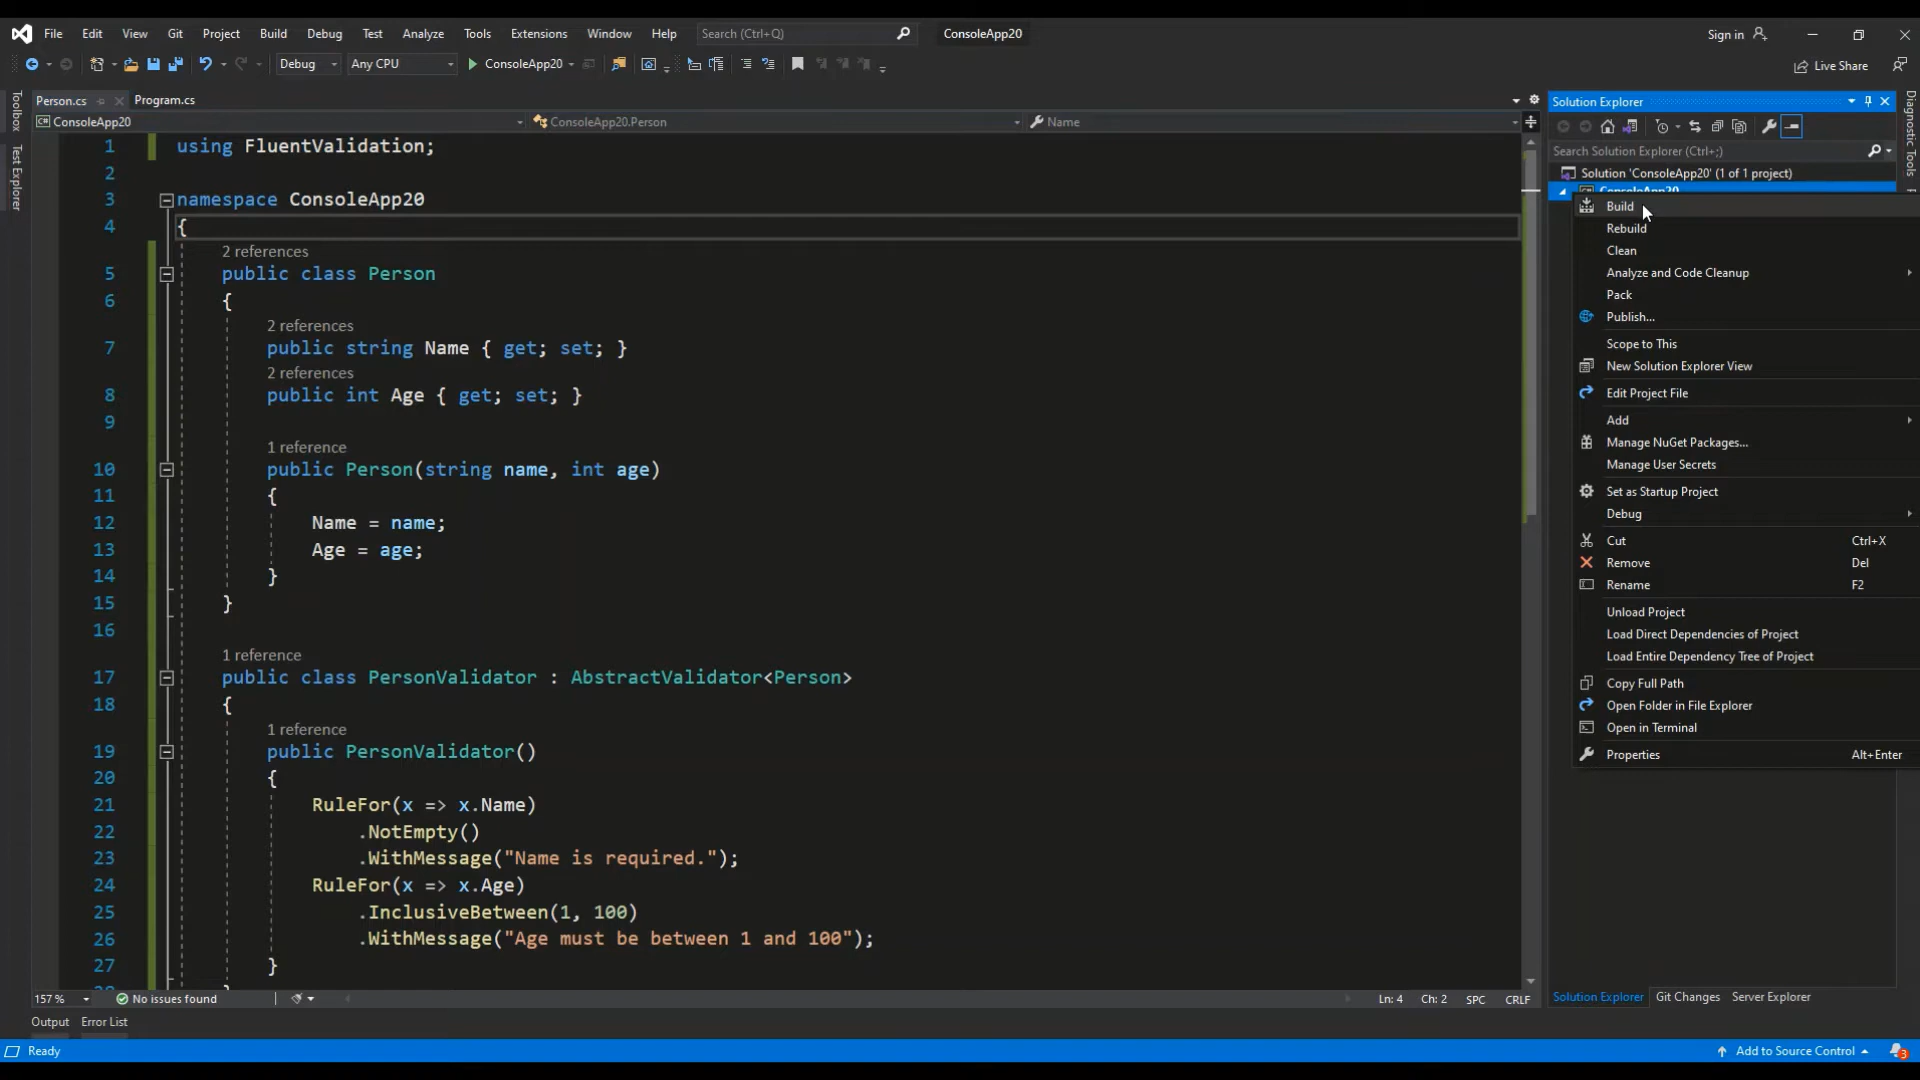 File Edit View Git Project Build Debug Test Analyze Tools Extensions Window Help Search (Ctrl+Q) ConsoleApp20 Sign in
Debug Any CPU ConsoleApp20 Live Share
Person.cs Program.cs
ConsoleApp20 ConsoleApp20.Person Name
Toolbox
Test Explorer
1 using FluentValidation;
2
3 namespace ConsoleApp20
4 {
2 references
5 public class Person
6 {
2 references
7 public string Name { get; set; }
2 references
8 public int Age { get; set; }
9
1 reference
10 public Person(string name, int age)
11 {
12 Name = name;
13 Age = age;
14 }
15 }
16
1 reference
17 public class PersonValidator : AbstractValidator<Person>
18 {
1 reference
19 public PersonValidator()
20 {
21 RuleFor(x => x.Name)
22 .NotEmpty()
23 .WithMessage("Name is required.");
24 RuleFor(x => x.Age)
25 .InclusiveBetween(1, 100)
26 .WithMessage("Age must be between 1 and 100");
27 }
157 % No issues found Ln: 4 Ch: 2 SPC CRLF
Output Error List
Ready Add to Source Control 3
Solution Explorer
Search Solution Explorer (Ctrl+;)
Solution 'ConsoleApp20' (1 of 1 project)
ConsoleApp20
Build
Rebuild
Clean
Analyze and Code Cleanup
Pack
Publish...
Scope to This
New Solution Explorer View
Edit Project File
Add
Manage NuGet Packages...
Manage User Secrets
Set as Startup Project
Debug
Cut Ctrl+X
Remove Del
Rename F2
Unload Project
Load Direct Dependencies of Project
Load Entire Dependency Tree of Project
Copy Full Path
Open Folder in File Explorer
Open in Terminal
Properties Alt+Enter
Solution Explorer Git Changes Server Explorer
Diagnostic Tools